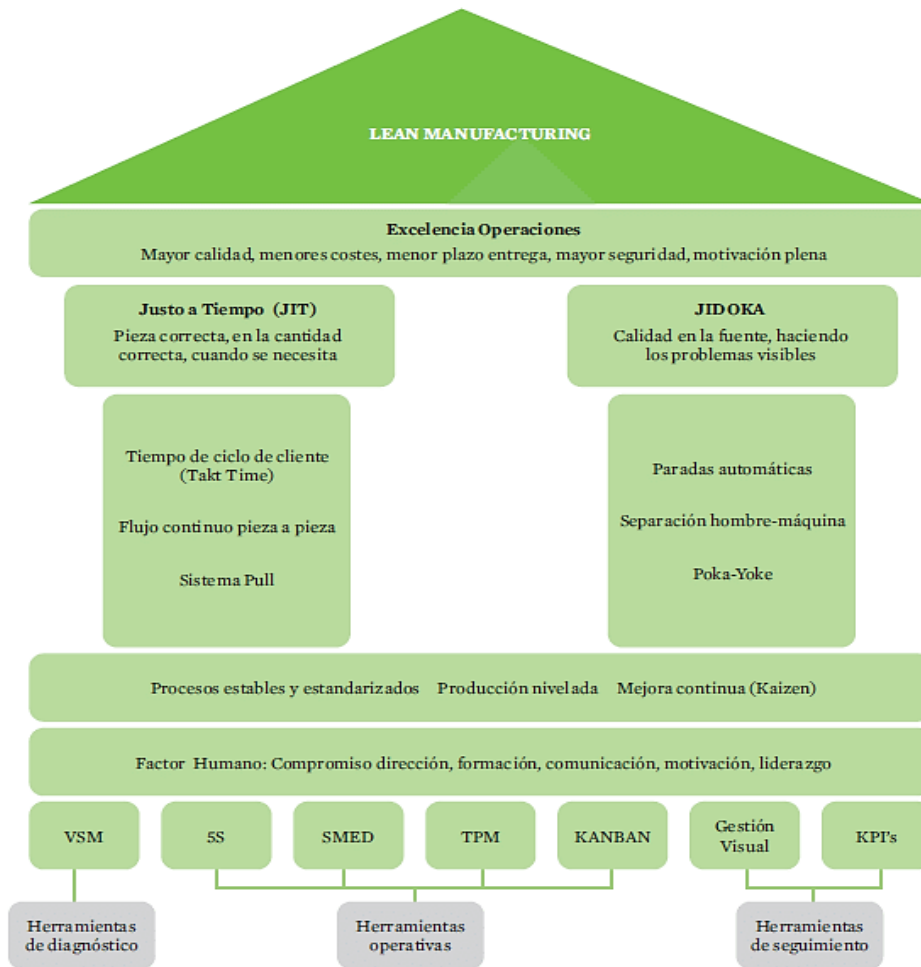 LEAN MANUFACTURING
Excelencia Operaciones
Mayor calidad, menores costes, menor plazo entrega, mayor seguridad, motivación plena
Justo a Tiempo (JIT)
Pieza correcta, en la cantidad
correcta, cuando se necesita
JIDOKA
Calidad en la fuente, haciendo
los problemas visibles
Tiempo de ciclo de cliente
(Takt Time)
Flujo continuo pieza a pieza
Sistema Pull
Paradas automáticas
Separación hombre-máquina
Poka-Yoke
Procesos estables y estandarizados Producción nivelada Mejora continua (Kaizen)
Factor Humano: Compromiso dirección, formación, comunicación, motivación, liderazgo
VSM
5S
SMED
TPM
KANBAN
Gestión
Visual
KPI's
Herramientas
de diagnóstico
Herramientas
operativas
Herramientas
de seguimiento